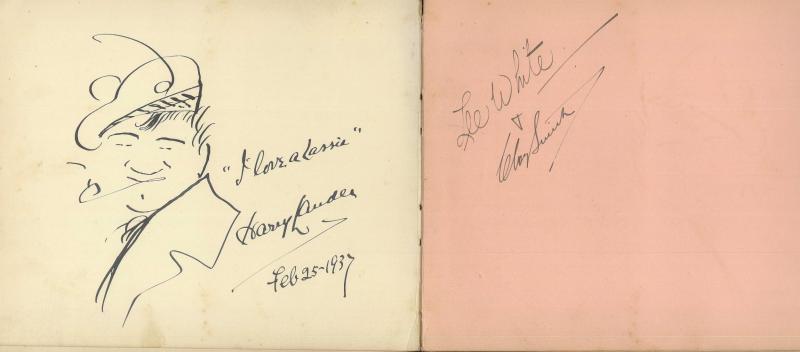 "I love a Lassie"
Harry Lauder
Feb 25-1937
Lee White
+
Clay Smith